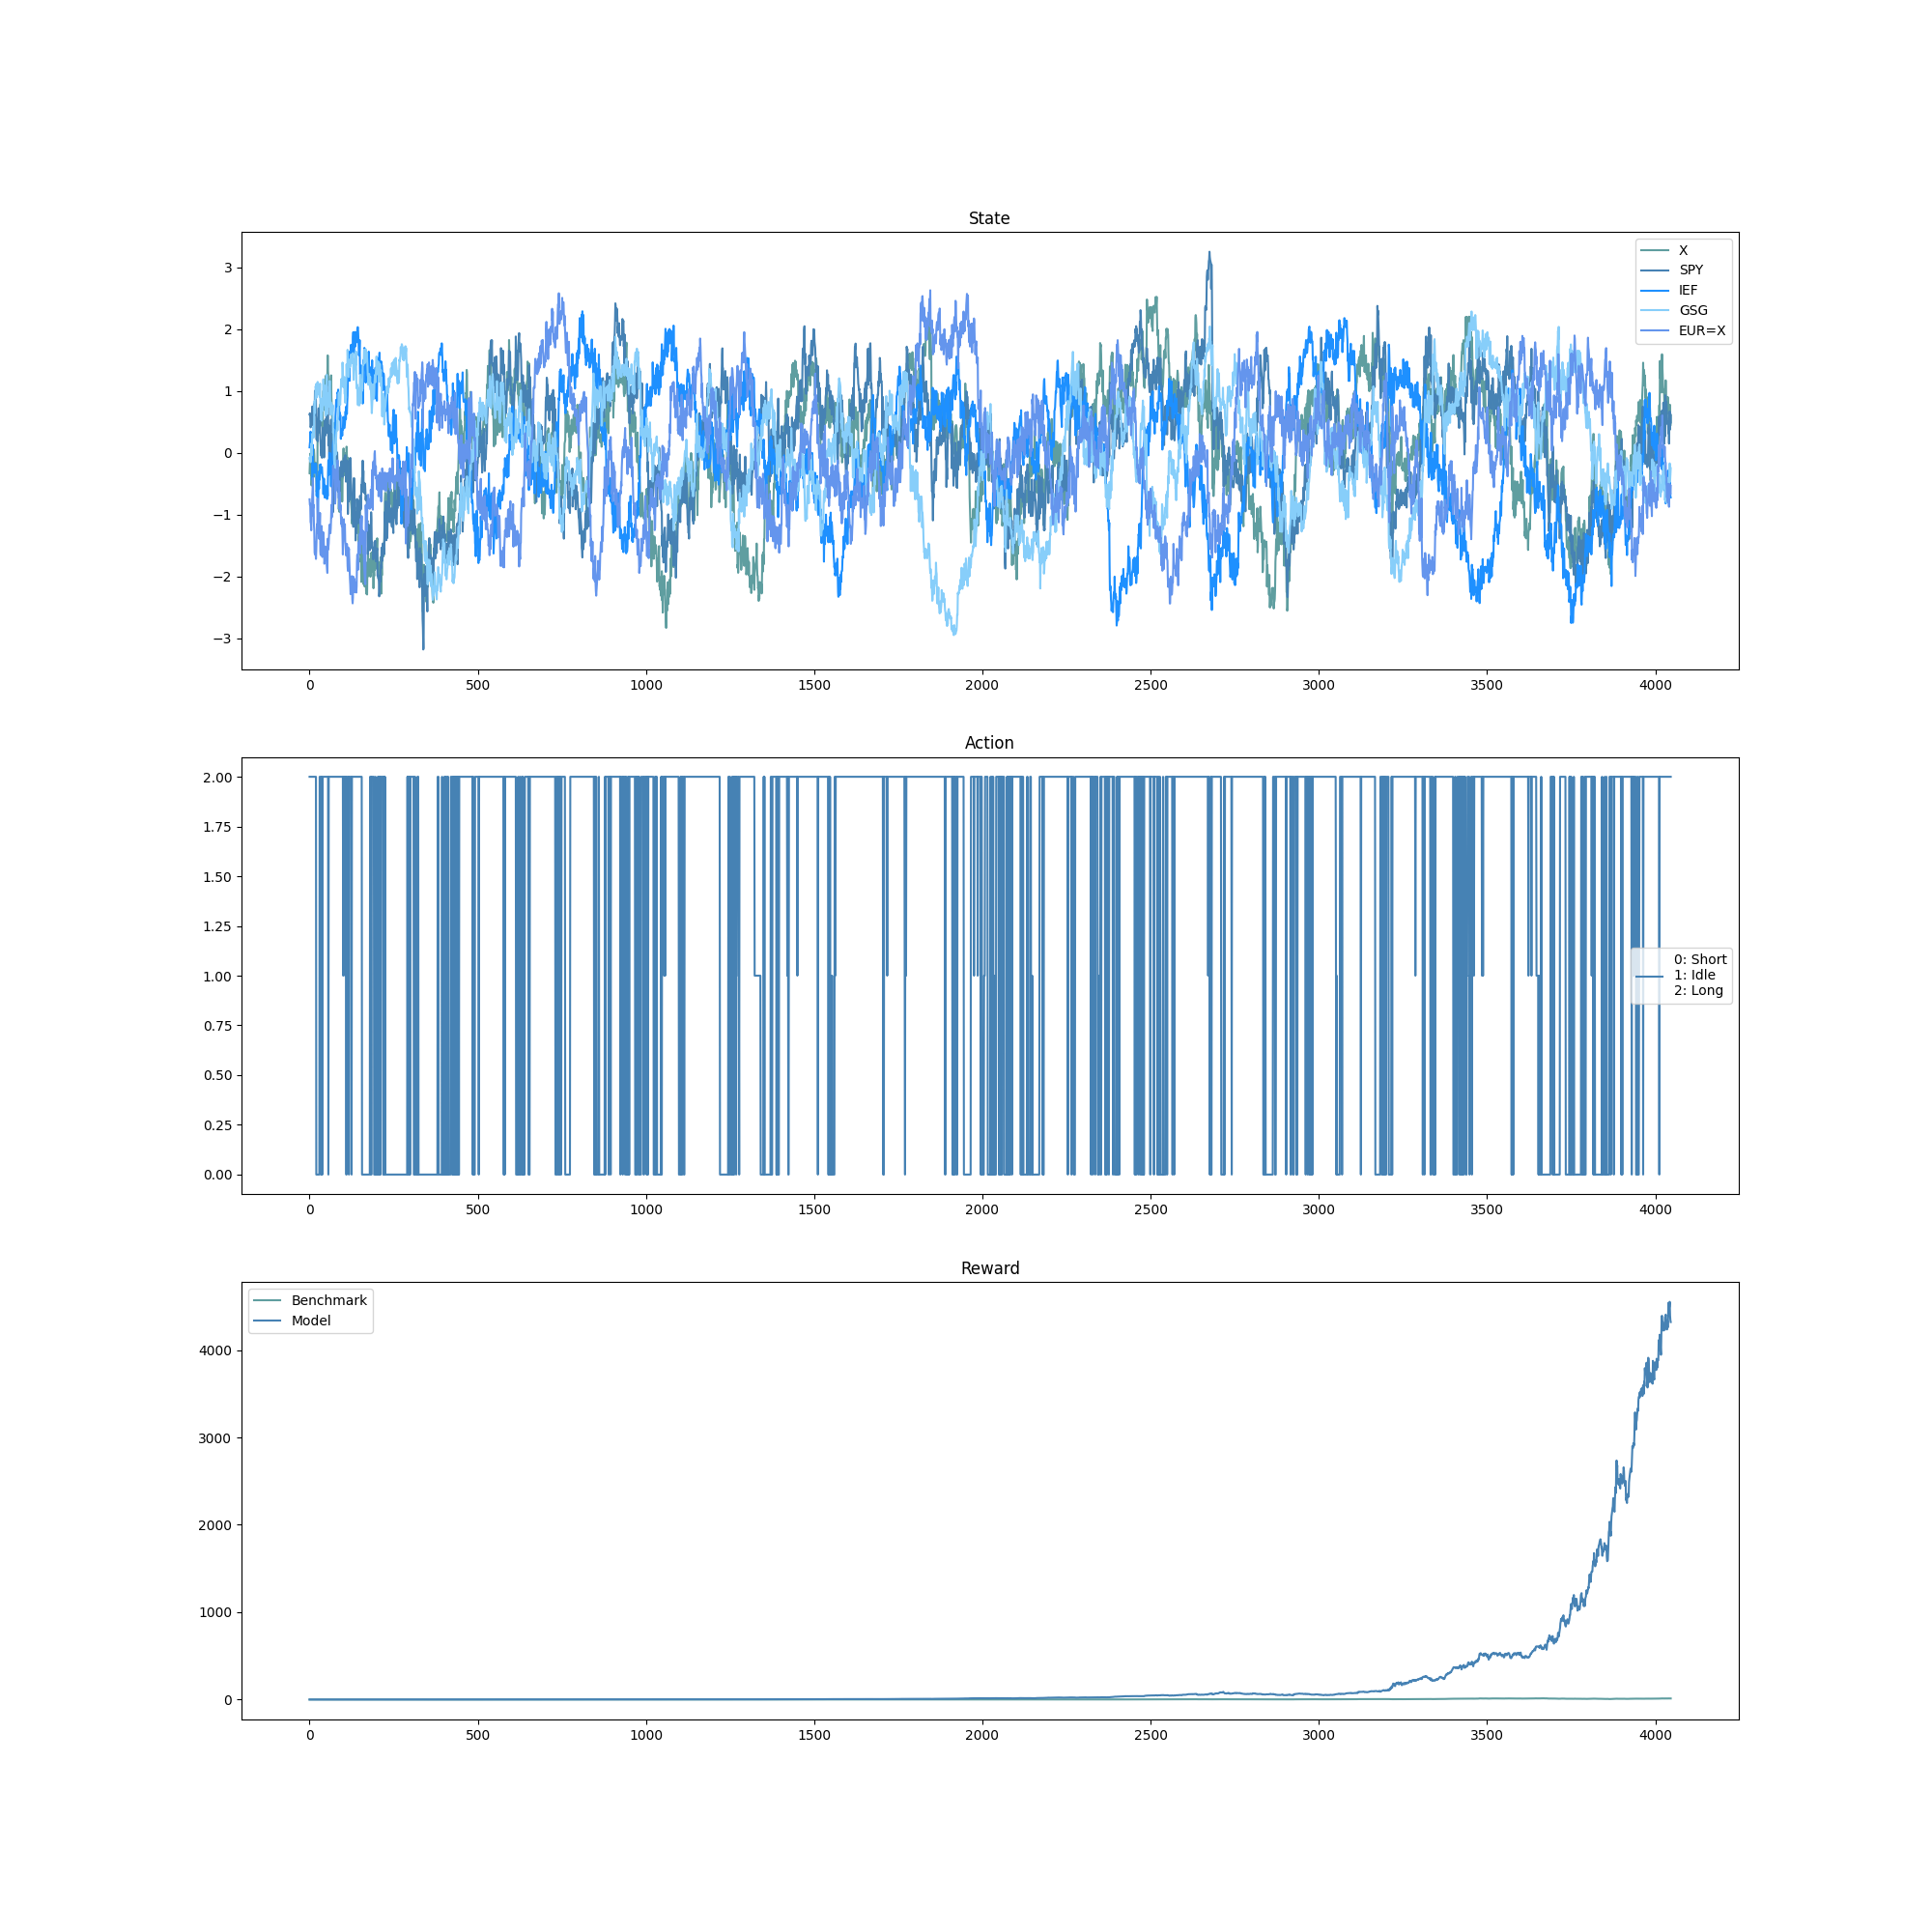 State
3
2
1
0
−1
−2
−3
X
SPY
IEF
GSG
EUR=X
0 500 1000 1500 2000 2500 3000 3500 4000
Action
2.00
1.75
1.50
1.25
1.00
0.75
0.50
0.25
0.00
0: Short
1: Idle
2: Long
0 500 1000 1500 2000 2500 3000 3500 4000
Reward
Benchmark
Model
4000
3000
2000
1000
0
0 500 1000 1500 2000 2500 3000 3500 4000